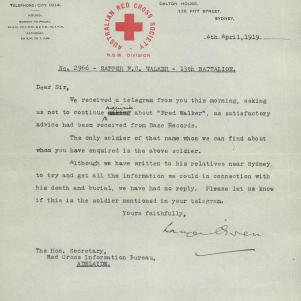 TELEPHONE: CITY 1014.
DALTON HOUSE,
115 PITT STREET,
SYDNEY,
AUSTRALIAN RED CROSS SOCIETY
N.S.W. DIVISION
4th April, 1919.
No. 2966 - SAPPER F.C. WALKER - 13th BATTALION.
Dear Sir,
We received a telegram from you this morning, asking
us not to continue about "Fred Walker", as satisfactory
advice had been received from Base Records.
The only soldier of that name whom we can find about
whom you have enquired is the above soldier.
Although we have written to his relatives near Sydney
to try and get all the information we could in connection with
his death and burial, we have had no reply. Please let us know
if this is the soldier mentioned in your telegram.
Yours faithfully,
The Hon. Secretary,
Red Cross Information Bureau,
ADELAIDE.